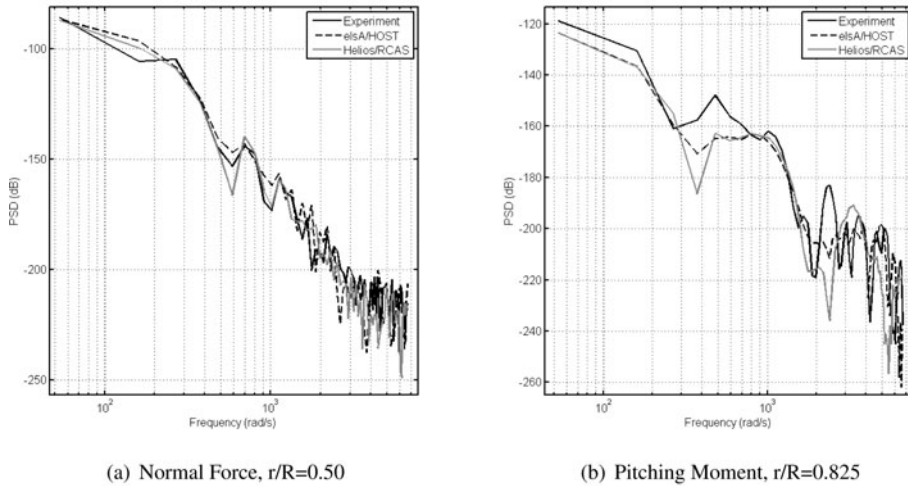 Experiment
elsA/HOST
Helios/RCAS
-100
-150
-200
-250
PSD (dB)
10²
10³
Frequency (rad/s)
(a) Normal Force, r/R=0.50
Experiment
elsA/HOST
Helios/RCAS
-120
-140
-160
-180
-200
-220
-240
-260
PSD (dB)
10²
10³
Frequency (rad/s)
(b) Pitching Moment, r/R=0.825